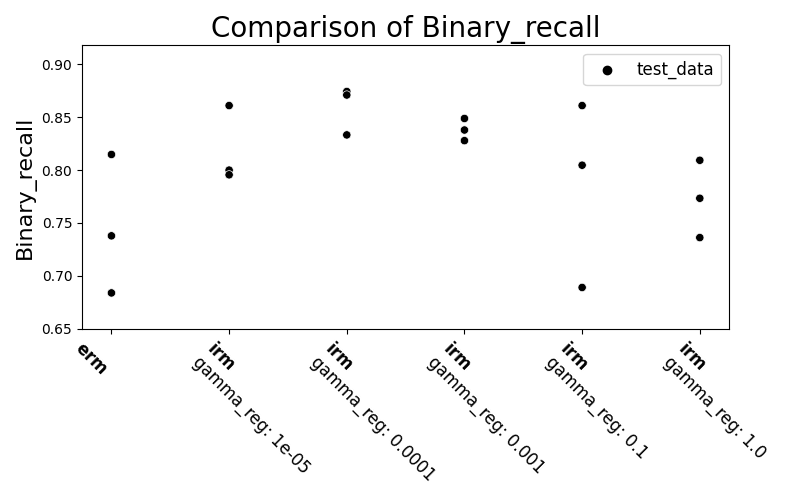 Comparison of Binary_recall
test_data
Binary_recall
0.90
0.85
0.80
0.75
0.70
0.65
erm
irm
gamma_reg: 1e-05
irm
gamma_reg: 0.0001
irm
gamma_reg: 0.001
irm
gamma_reg: 0.1
irm
gamma_reg: 1.0